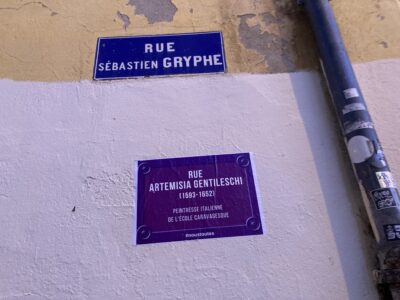 RUE
SÉBASTIEN GRYPHE
RUE
ARTEMISIA GENTILESCHI
(1593-1652)
PEINTRESSE ITALIENNE
DE L'ÉCOLE CARAVAGESQUE
#noustoutes